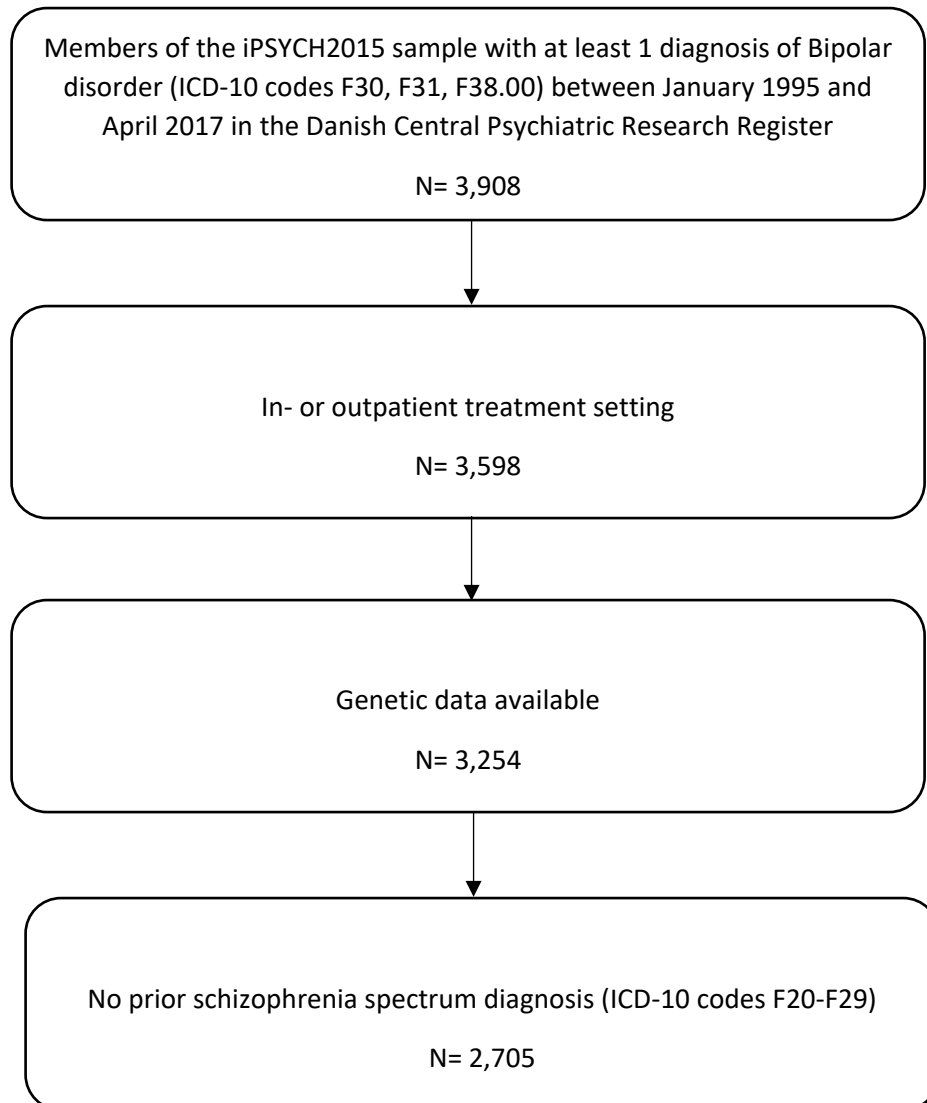 Members of the iPSYCH2015 sample with at least 1 diagnosis of Bipolar
disorder (ICD-10 codes F30, F31, F38.00) between January 1995 and
April 2017 in the Danish Central Psychiatric Research Register
N= 3,908
In- or outpatient treatment setting
N= 3,598
Genetic data available
N= 3,254
No prior schizophrenia spectrum diagnosis (ICD-10 codes F20-F29)
N= 2,705